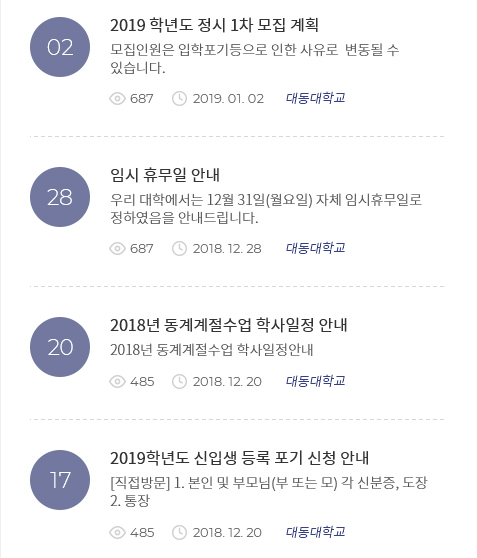 02
2019 학년도 정시 1차 모집 계획
모집인원은 입학포기등으로 인한 사유로 변동될 수
있습니다.
687 2019. 01. 02 대동대학교
28
임시 휴무일 안내
우리 대학에서는 12월 31일(월요일) 자체 임시휴무일로
정하였음을 안내드립니다.
687 2018. 12. 28 대동대학교
20
2018년 동계계절수업 학사일정 안내
2018년 동계계절수업 학사일정안내
485 2018. 12. 20 대동대학교
17
2019학년도 신입생 등록 포기 신청 안내
[직접방문] 1. 본인 및 부모님(부 또는 모) 각 신분증, 도장
2. 통장
485 2018. 12. 20 대동대학교